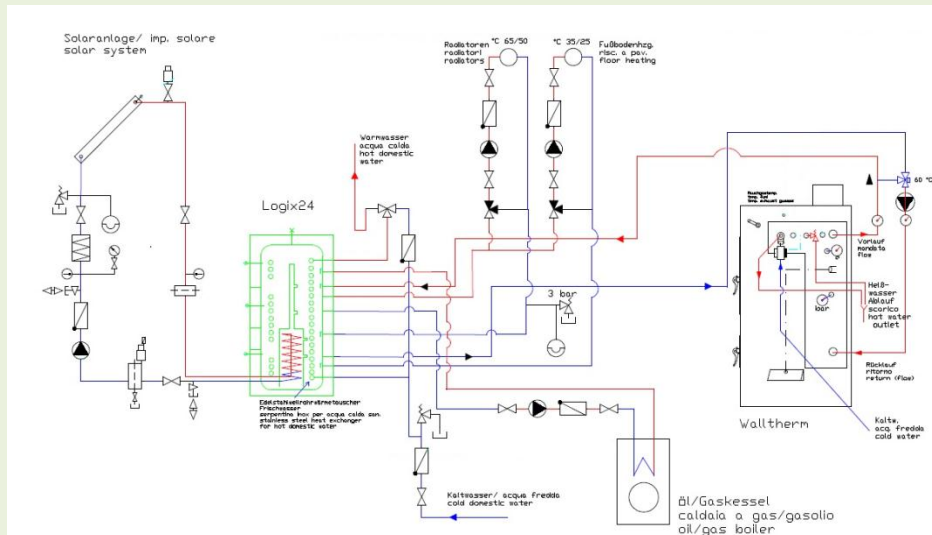 Solaranlage/ imp. solare
solar system
Radiatoren
radiatori
radiators
°C 65/50
°C 35/25
Fußbodenhzg.
risc. a pav.
floor heating
Warmwasser
acqua calda
hot domestic
water
Logix24
60 °C
Vorlauf
mandata
flow
Heiß-
wasser
Ablauf
scarico
hot water
outlet
3 bar
bar
Rücklauf
ritorno
return (flow)
Edelstahlwellrohrwärmetauscher
Frischwasser
serpentino inox per acqua calda san.
stainless steel heat exchanger
for hot domestic water
Walltherm
Kaltw.
acq. fredda
cold water
Kaltwasser/ acqua fredda
cold domestic water
öl/Gaskessel
caldaia a gas/gasolio
oil/gas boiler